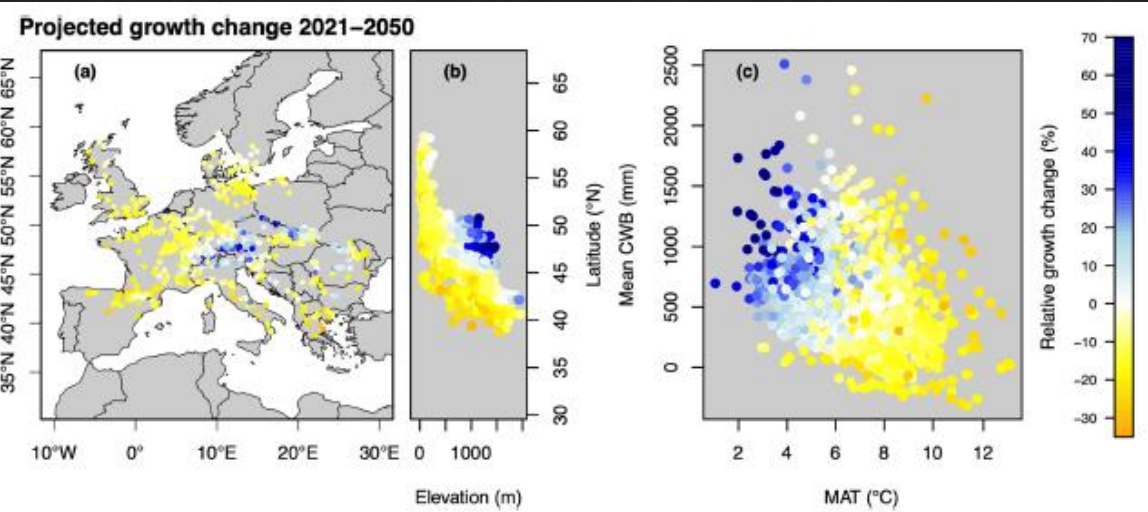 Projected growth change 2021–2050
(a)
35°N 40°N 45°N 50°N 55°N 60°N 65°N
10°W 0° 10°E 20°E 30°E
(b)
65
60
55
50
45
40
35
30
Latitude (°N)
0 1000
Elevation (m)
(c)
Mean CWB (mm)
2500
2000
1500
1000
500
0
2 4 6 8 10 12
MAT (°C)
Relative growth change (%)
70
60
50
40
30
20
10
0
−10
−20
−30